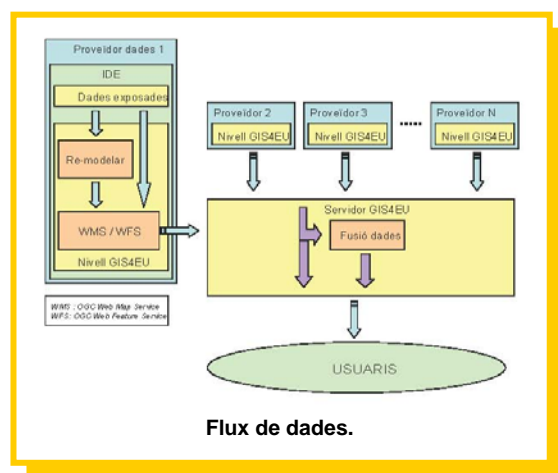 Proveïdor dades 1
IDE
Dades exposades
Re-modelar
WMS / WFS
Nivell GIS4EU
Proveïdor 2
Nivell GIS4EU
Proveïdor 3
Nivell GIS4EU
.....
Proveïdor N
Nivell GIS4EU
Servidor GIS4EU
Fusió dades
WMS : OGC Web Map Service
WFS: OGC Web Feature Service
USUARIS
Flux de dades.